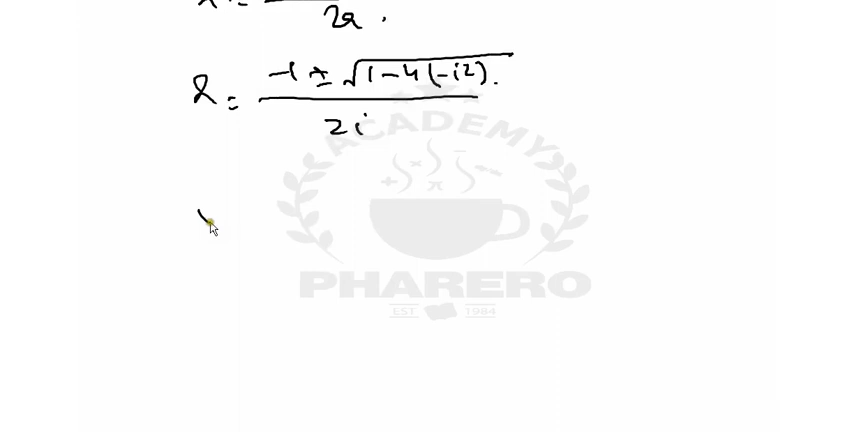 2a.
x = -1 ± √1-4(-i2).
2i
ACADEMY
PHARERO
EST 1984